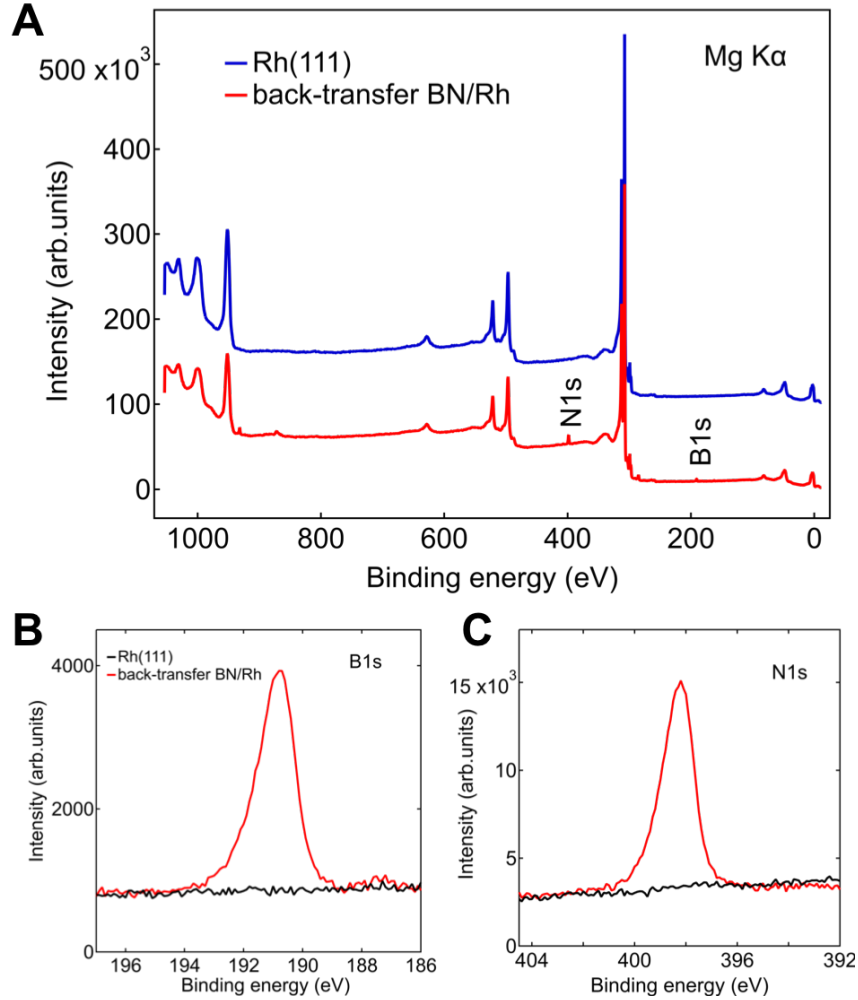 A
500 x10³
400
300
200
100
0
Intensity (arb.units)
Rh(111)
back-transfer BN/Rh
Mg Kα
N1s
B1s
1000 800 600 400 200 0
Binding energy (eV)
B
4000
2000
0
Intensity (arb.units)
Rh(111)
back-transfer BN/Rh
B1s
196 194 192 190 188 186
Binding energy (eV)
C
15 x10³
10
5
0
Intensity (arb.units)
N1s
404 400 396 392
Binding energy (eV)